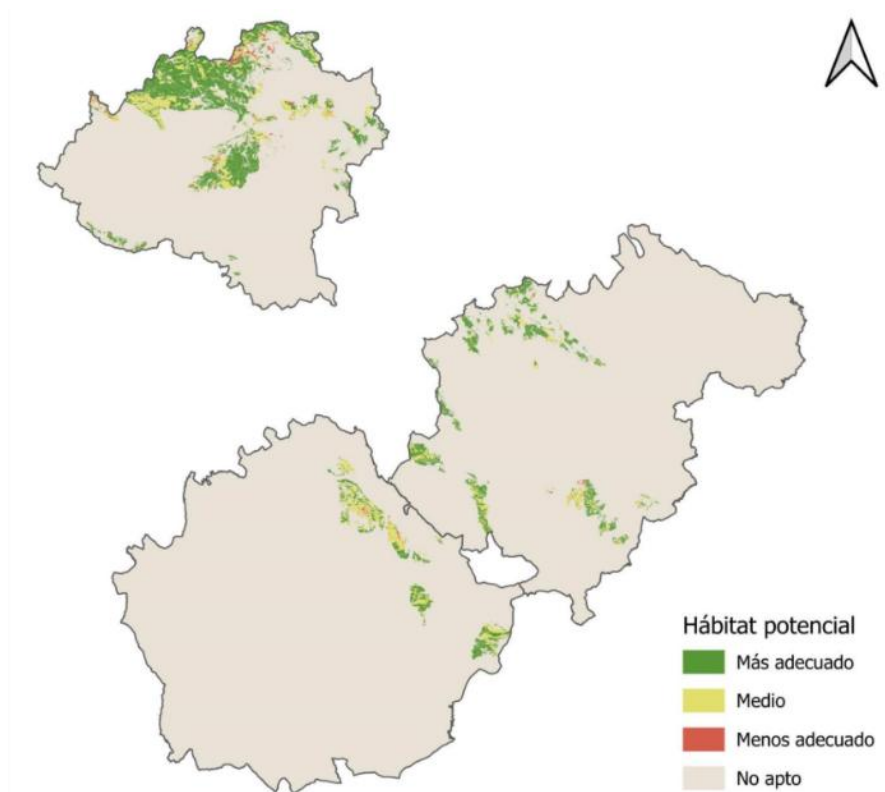 Hábitat potencial
Más adecuado
Medio
Menos adecuado
No apto